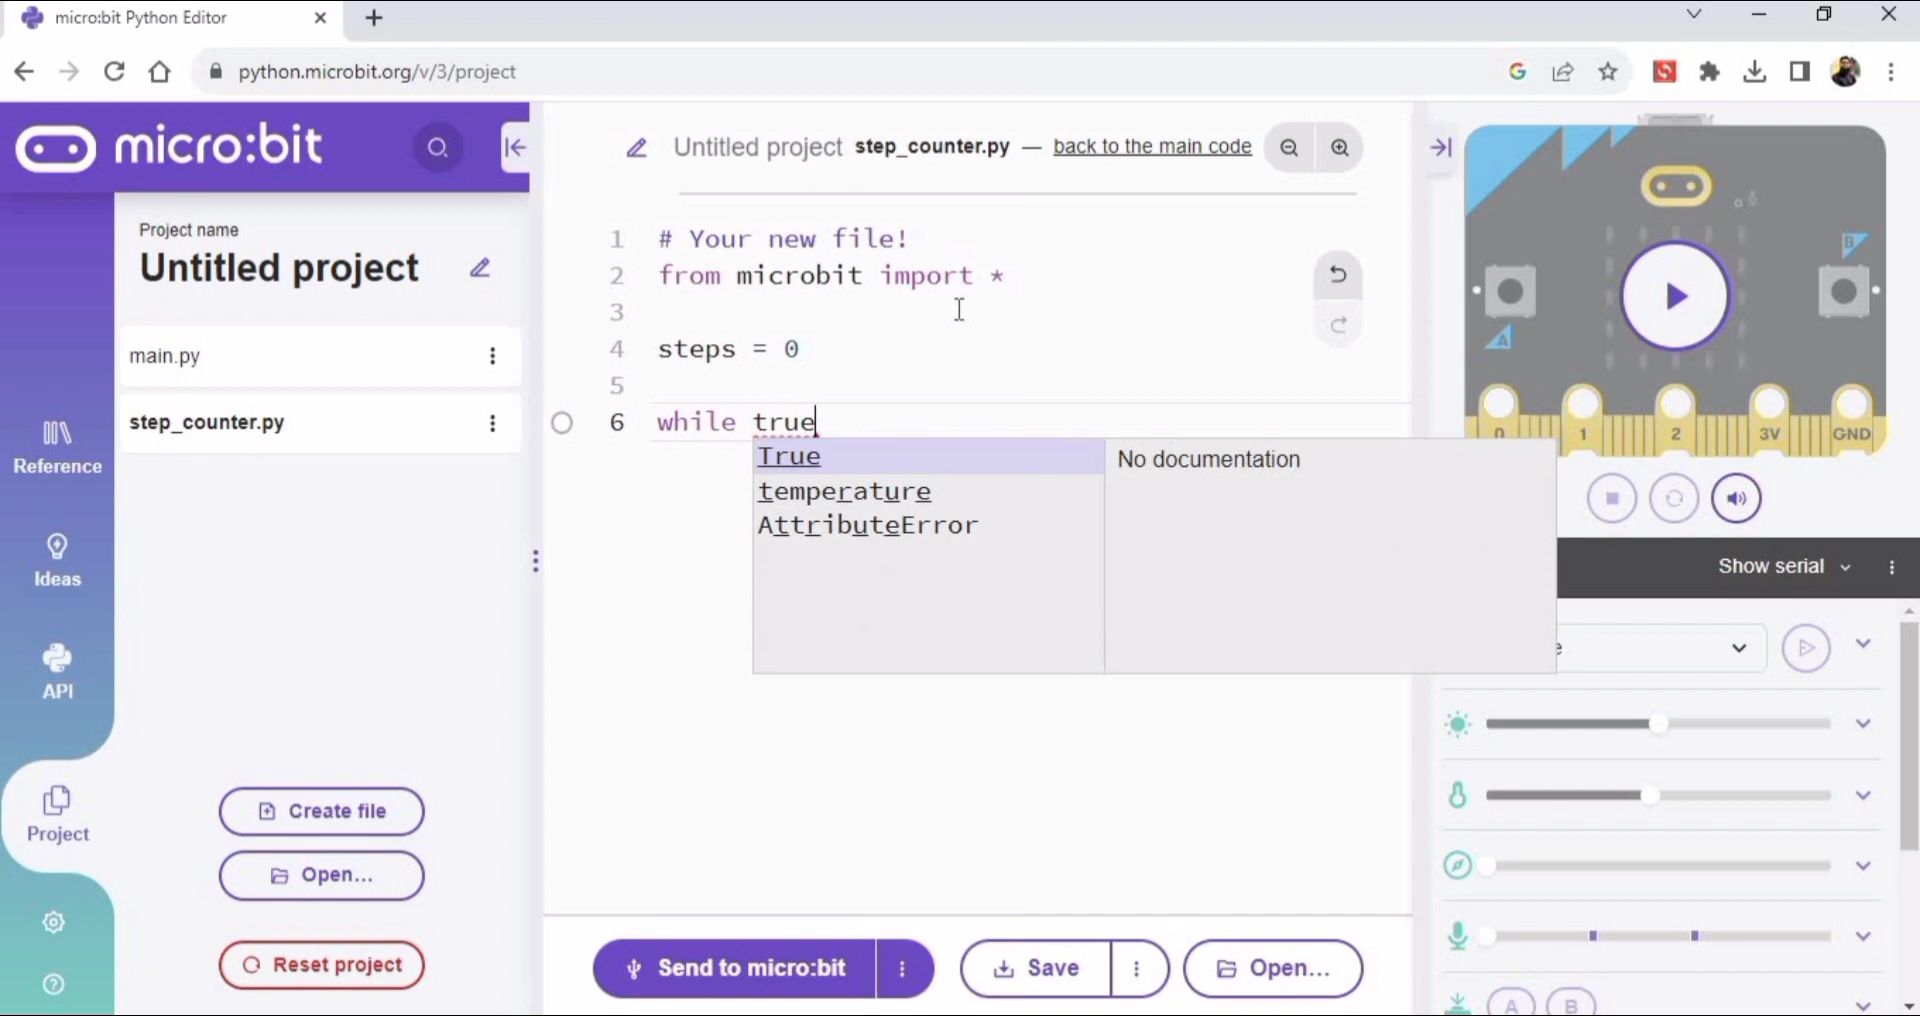 micro:bit Python Editor
python.microbit.org/v/3/project
micro:bit
Untitled project step_counter.py — back to the main code
Project name
Untitled project
main.py
step_counter.py
Reference
Ideas
API
Project
Create file
Open...
Reset project
1 # Your new file!
2 from microbit import *
3
4 steps = 0
5
6 while true
True
temperature
AttributeError
No documentation
Send to micro:bit
Save
Open...
A
B
0 1 2 3V GND
Show serial
e
A B